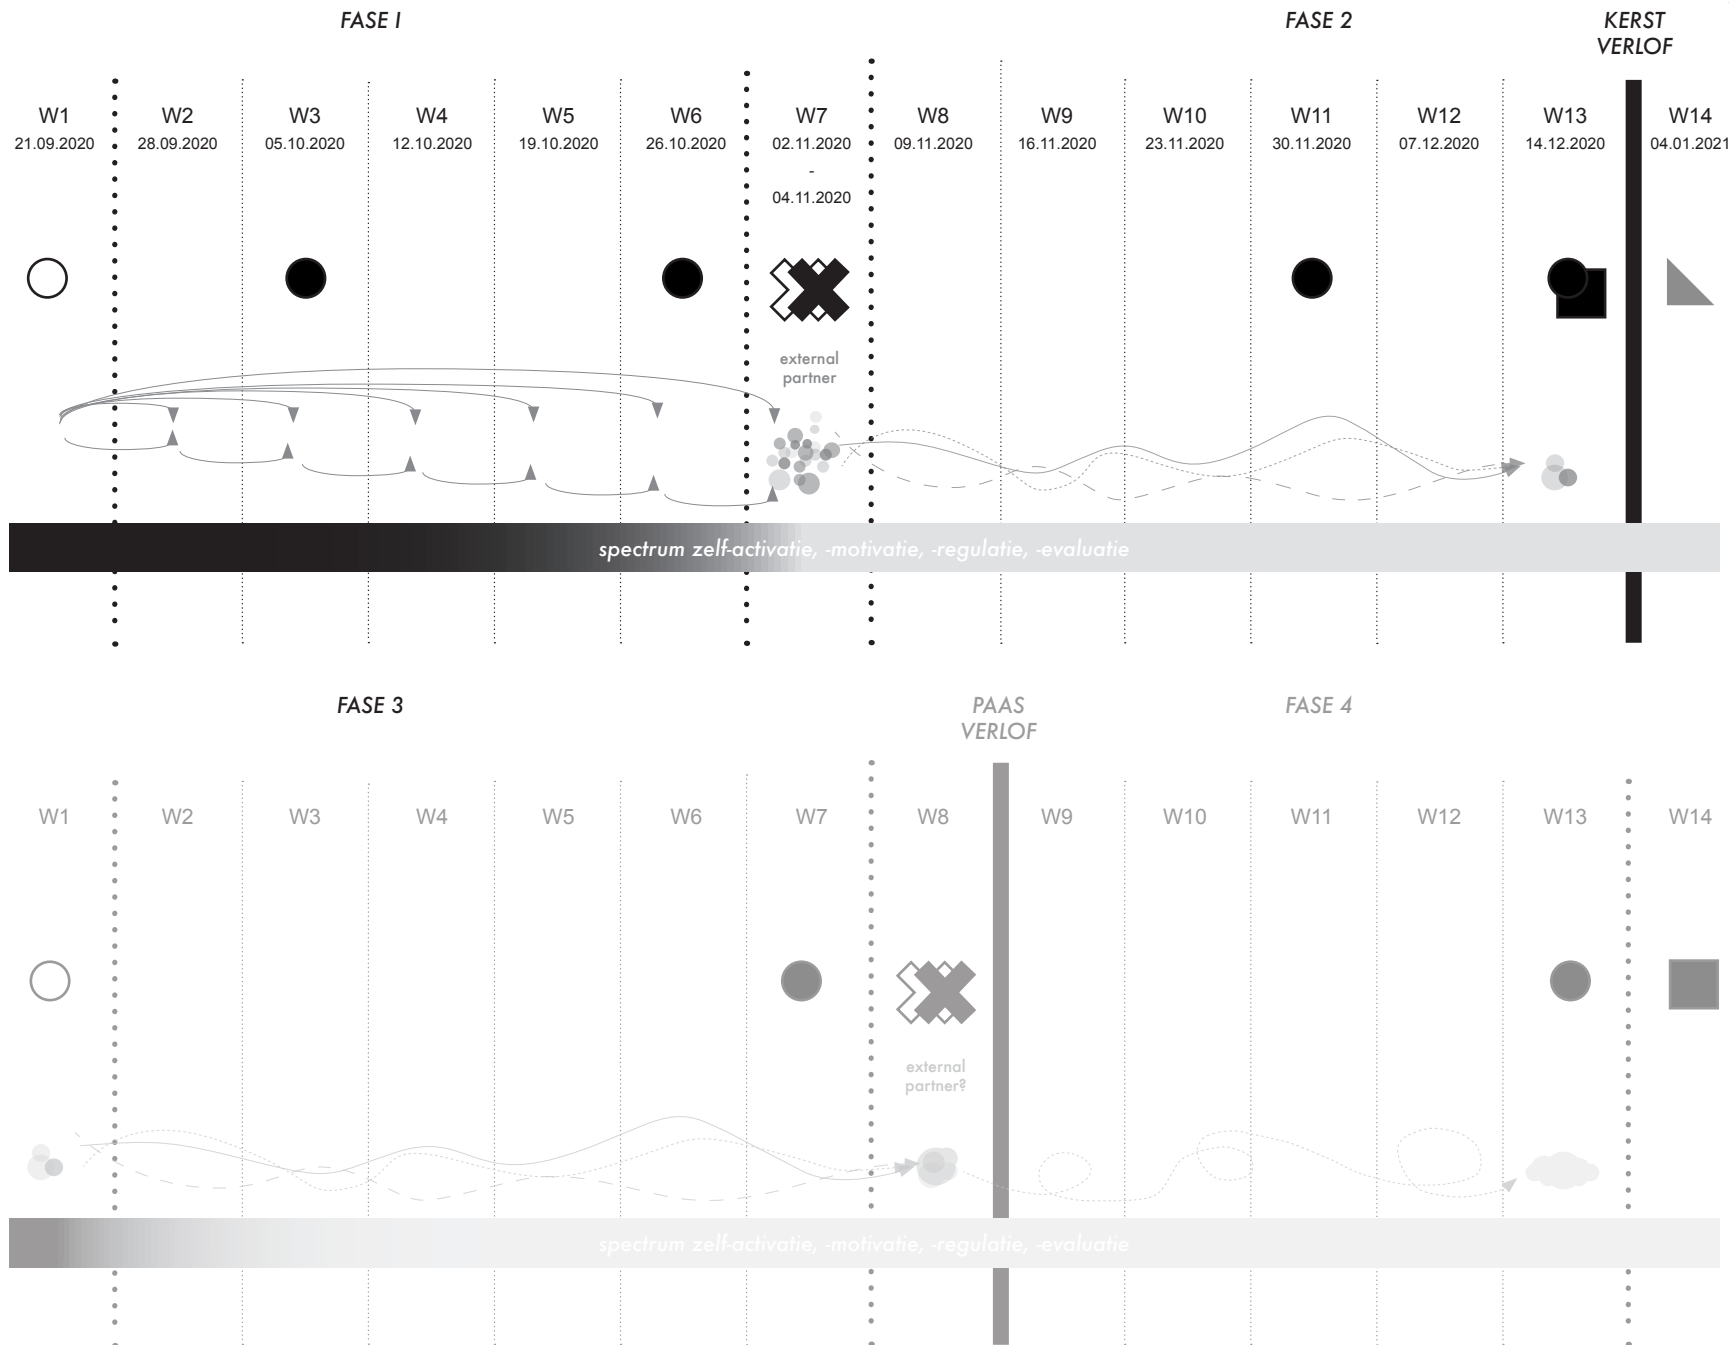 FASE I
FASE 2
KERST
VERLOF
W1
W2
W3
W4
W5
W6
W7
W8
W9
W10
W11
W12
W13
W14
21.09.2020
28.09.2020
05.10.2020
12.10.2020
19.10.2020
26.10.2020
02.11.2020
-
04.11.2020
09.11.2020
16.11.2020
23.11.2020
30.11.2020
07.12.2020
14.12.2020
04.01.2021
external
partner
spectrum zelf-activatie, -motivatie, -regulatie, -evaluatie
FASE 3
PAAS
VERLOF
FASE 4
W1
W2
W3
W4
W5
W6
W7
W8
W9
W10
W11
W12
W13
W14
external
partner?
spectrum zelf-activatie, -motivatie, -regulatie, -evaluatie